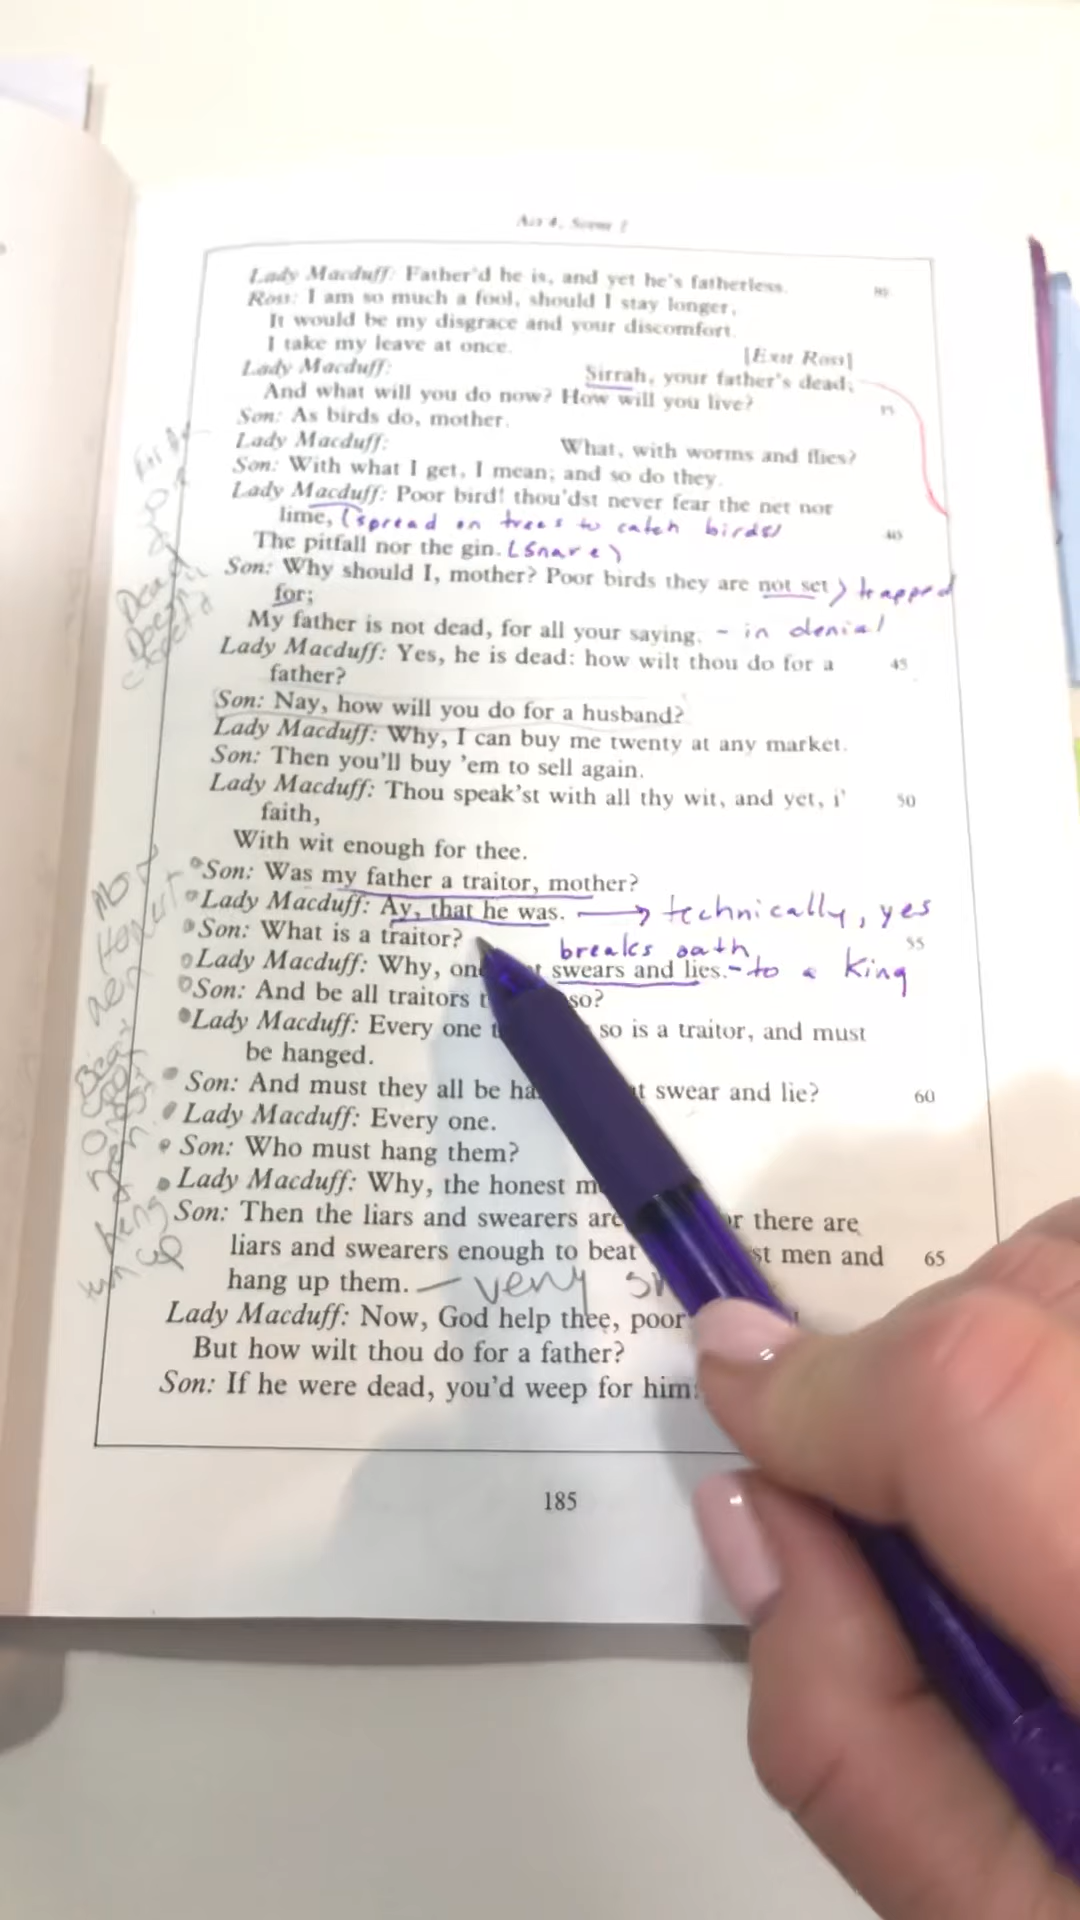 Act 4, Scene 2
Lady Macduff: Father'd he is, and yet he's fatherless.
Ross: I am so much a fool, should I stay longer,
It would be my disgrace and your discomfort.
I take my leave at once. [Exit Ross]
Lady Macduff: Sirrah, your father's dead;
And what will you do now? How will you live?
Son: As birds do, mother.
Lady Macduff: What, with worms and flies?
Son: With what I get, I mean; and so do they.
Lady Macduff: Poor bird! thou'dst never fear the net nor
lime, (spread on trees to catch birds) 40
The pitfall nor the gin. (Snare)
Son: Why should I, mother? Poor birds they are not set ) trapped
for;
My father is not dead, for all your saying. - in denial
Lady Macduff: Yes, he is dead: how wilt thou do for a 45
father?
Son: Nay, how will you do for a husband?
Lady Macduff: Why, I can buy me twenty at any market.
Son: Then you'll buy 'em to sell again.
Lady Macduff: Thou speak'st with all thy wit, and yet, i' 50
faith,
With wit enough for thee.
Son: Was my father a traitor, mother?
Lady Macduff: Ay, that he was. → technically, yes
Son: What is a traitor? breaks oath 55
Lady Macduff: Why, swears and lies. - to a King
Son: And be all traitors so?
Lady Macduff: Every one so is a traitor, and must
be hanged.
Son: And must they all be swear and lie? 60
Lady Macduff: Every one.
Son: Who must hang them?
Lady Macduff: Why, the honest
Son: Then the liars and swearers are there are
liars and swearers enough to beat men and 65
hang up them. - very
Lady Macduff: Now, God help thee, poor
But how wilt thou do for a father?
Son: If he were dead, you'd weep for him:
185